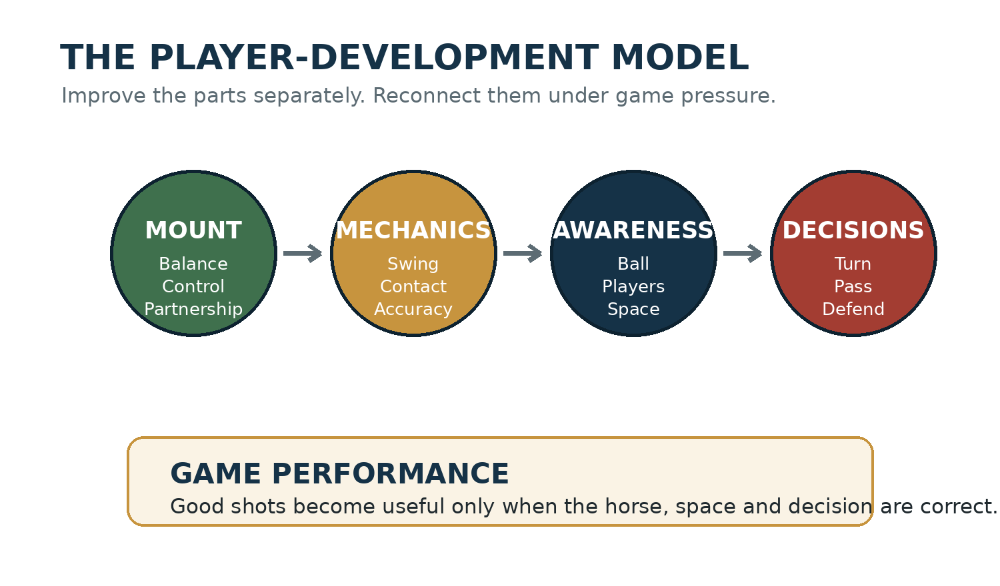 THE PLAYER-DEVELOPMENT MODEL
Improve the parts separately. Reconnect them under game pressure.
MOUNT
Balance
Control
Partnership
MECHANICS
Swing
Contact
Accuracy
AWARENESS
Ball
Players
Space
DECISIONS
Turn
Pass
Defend
GAME PERFORMANCE
Good shots become useful only when the horse, space and decision are correct.